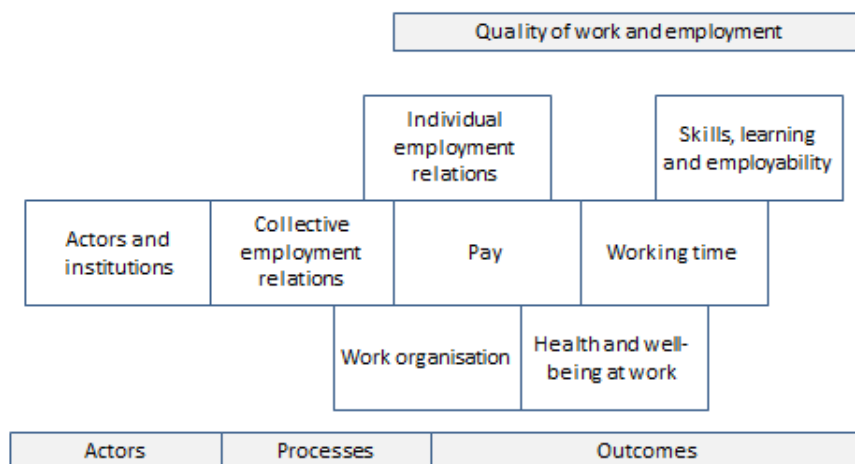 Quality of work and employment
Individual
employment
relations
Skills, learning
and employability
Actors and
institutions
Collective
employment
relations
Pay
Working time
Work organisation
Health and well-
being at work
Actors
Processes
Outcomes